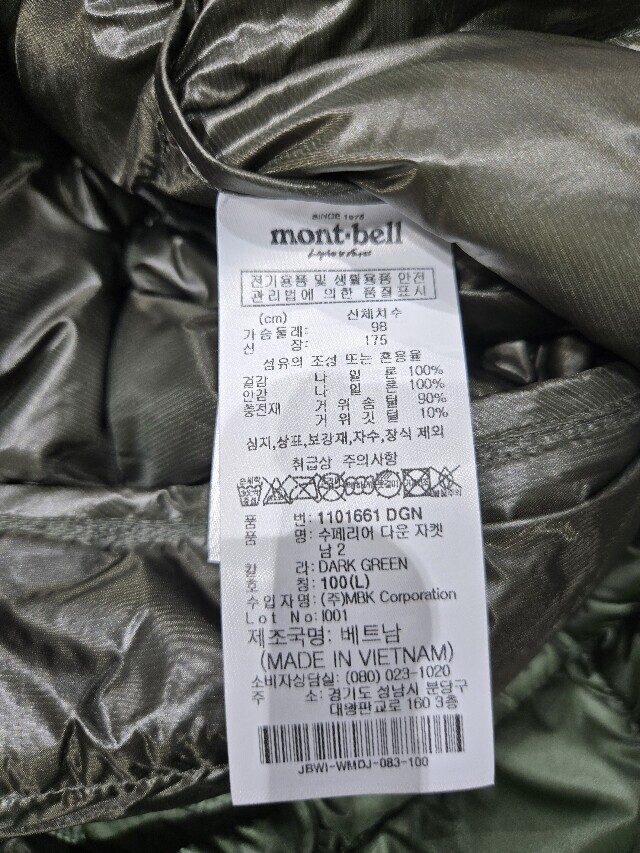 SINCE 1975
mont·bell
전기용품 및 생활용품 안전
관리법에 의한 품질표시
(cm) 신체치수
가슴둘레: 98
신 장: 175
섬유의 조성 또는 혼용율
겉감 나 일 론 100%
안감 나 일 론 100%
충전재 거 위 솜 털 90%
거 위 깃 털 10%
심지,상표,보강재,자수,장식 제외
취급상 주의사항
품 번: 1101661 DGN
품 명: 수페리어 다운 자켓
남 2
칼 라: DARK GREEN
호 칭: 100(L)
수입자명: (주)MBK Corporation
Lot No: I001
제조국명: 베트남
(MADE IN VIETNAM)
소비자상담실: (080) 023-1020
주 소: 경기도 성남시 분당구
대왕판교로 160 3층
JBWI-WMDJ-083-100